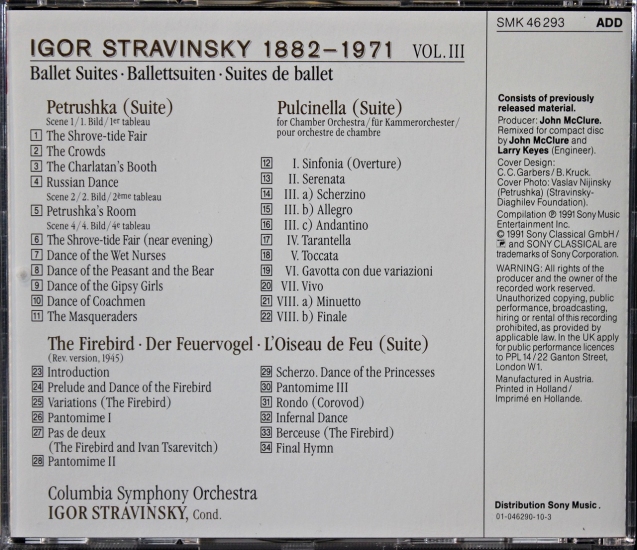 IGOR STRAVINSKY 1882–1971 VOL. III
Ballet Suites · Ballettsuiten · Suites de ballet
Petrushka (Suite)
Scene 1/1. Bild/1er tableau
1 The Shrove-tide Fair
2 The Crowds
3 The Charlatan's Booth
4 Russian Dance
Scene 2/2. Bild/2ème tableau
5 Petrushka's Room
Scene 4/4. Bild/4e tableau
6 The Shrove-tide Fair (near evening)
7 Dance of the Wet Nurses
8 Dance of the Peasant and the Bear
9 Dance of the Gipsy Girls
10 Dance of Coachmen
11 The Masqueraders
Pulcinella (Suite)
for Chamber Orchestra/für Kammerorchester/
pour orchestre de chambre
12 I. Sinfonia (Overture)
13 II. Serenata
14 III. a) Scherzino
15 III. b) Allegro
16 III. c) Andantino
17 IV. Tarantella
18 V. Toccata
19 VI. Gavotta con due variazioni
20 VII. Vivo
21 VIII. a) Minuetto
22 VIII. b) Finale
The Firebird · Der Feuervogel · L'Oiseau de Feu (Suite)
(Rev. version, 1945)
23 Introduction
24 Prelude and Dance of the Firebird
25 Variations (The Firebird)
26 Pantomime I
27 Pas de deux
(The Firebird and Ivan Tsarevitch)
28 Pantomime II
29 Scherzo. Dance of the Princesses
30 Pantomime III
31 Rondo (Corovod)
32 Infernal Dance
33 Berceuse (The Firebird)
34 Final Hymn
Columbia Symphony Orchestra
IGOR STRAVINSKY, Cond.
SMK 46293 ADD
Consists of previously
released material.
Producer: John McClure.
Remixed for compact disc
by John McClure and
Larry Keyes (Engineer).
Cover Design:
C. C. Garbers/B. Kruck.
Cover Photo: Vaslav Nijinsky
(Petrushka) (Stravinsky-
Diaghilev Foundation).
Compilation ℗ 1991 Sony Music
Entertainment Inc.
© 1991 Sony Classical GmbH/
and SONY CLASSICAL are
trademarks of Sony Corporation.
WARNING: All rights of the
producer and the owner of the
recorded work reserved.
Unauthorized copying, public
performance, broadcasting,
hiring or rental of this recording
prohibited, as provided by
applicable law. In the UK apply
for public performance licences
to PPL 14/22 Ganton Street,
London W1.
Manufactured in Austria.
Printed in Holland/
Imprimé en Hollande.
Distribution Sony Music.
01-046290-10-3